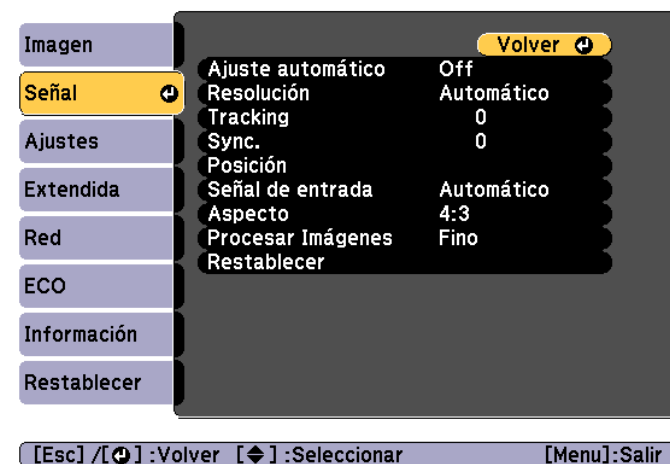 Imagen
Señal
Ajustes
Extendida
Red
ECO
Información
Restablecer
Volver
Ajuste automático Off
Resolución Automático
Tracking 0
Sync. 0
Posición
Señal de entrada Automático
Aspecto 4:3
Procesar Imágenes Fino
Restablecer
[Esc] /[⏎] :Volver [◆] :Seleccionar [Menu]:Salir